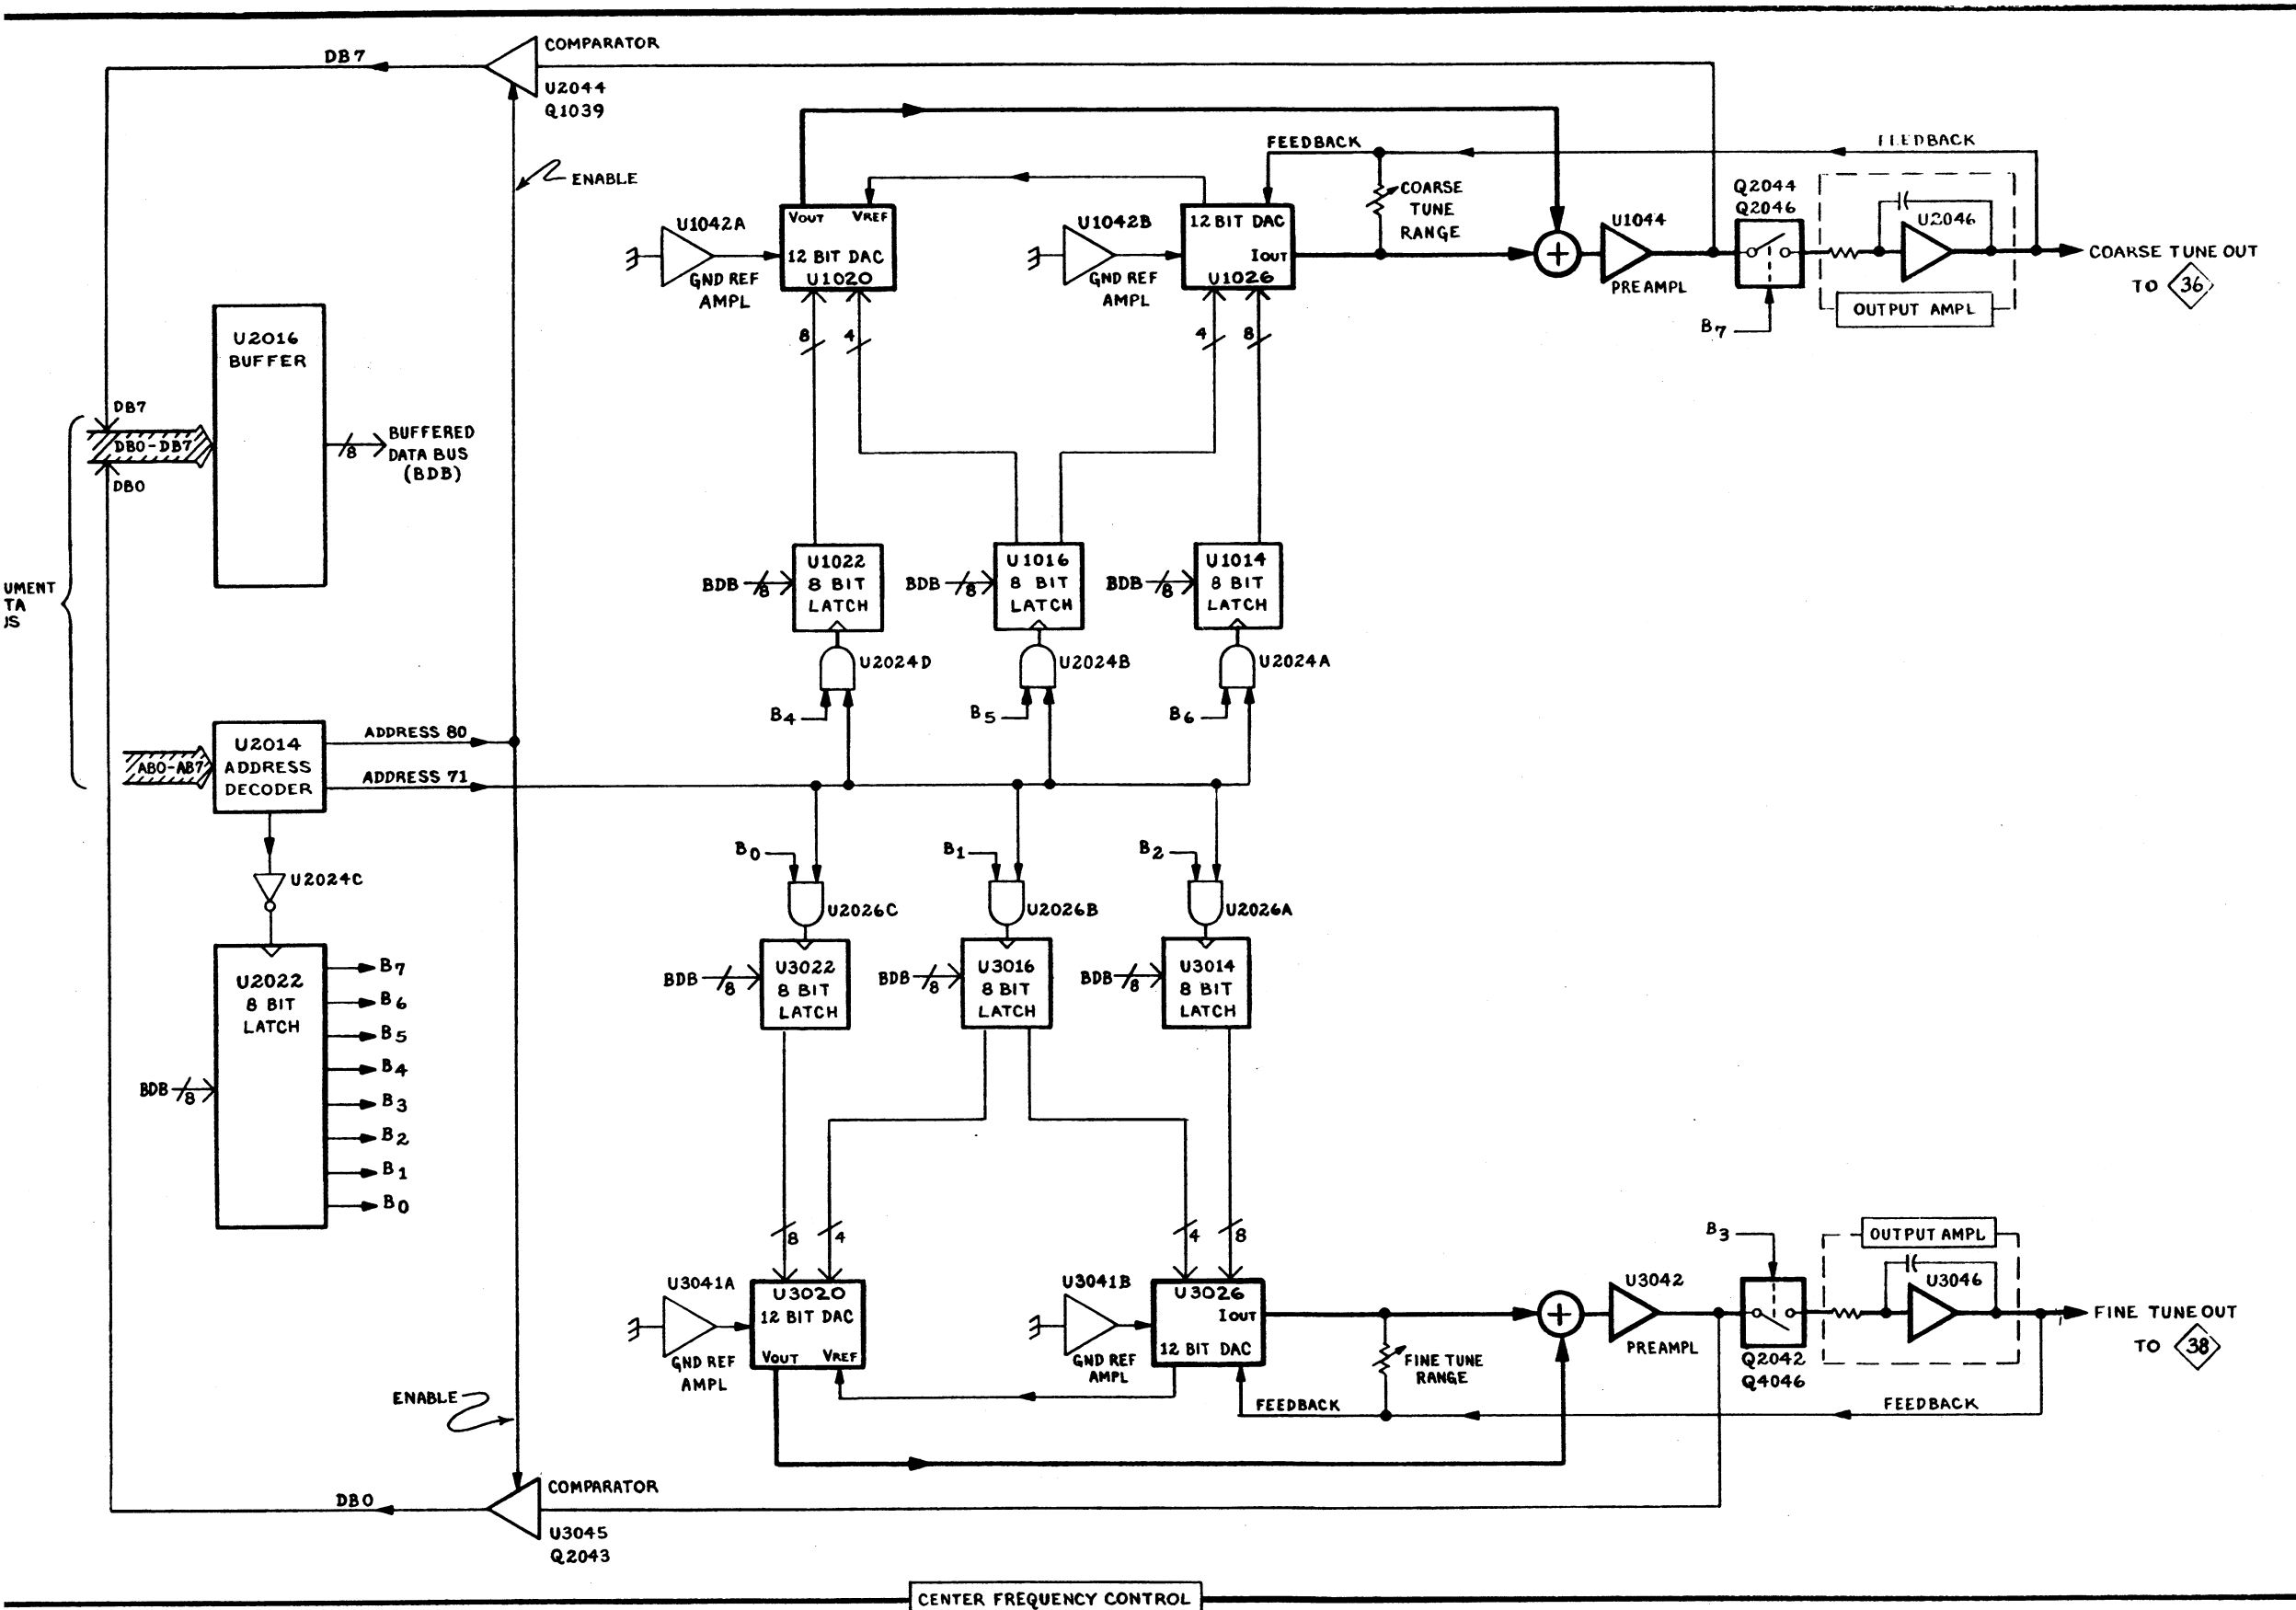 DB7
COMPARATOR
U2044
Q1039
ENABLE
FEEDBACK
FEEDBACK
COARSE
TUNE
RANGE
U1042A
GND REF
AMPL
VOUT VREF
12 BIT DAC
U1020
U1042B
GND REF
AMPL
12 BIT DAC
IOUT
U1026
+
U1044
PREAMPL
Q2044
Q2046
B7
U2046
OUTPUT AMPL
COARSE TUNE OUT
TO 36
U2016
BUFFER
DB7
DB0-DB7
DB0
8
BUFFERED
DATA BUS
(BDB)
8
4
4
8
UMENT
TA
US
BDB 8
U1022
8 BIT
LATCH
BDB 8
U1016
8 BIT
LATCH
BDB 8
U1014
8 BIT
LATCH
U2024D
U2024B
U2024A
B4
B5
B6
AB0-AB7
U2014
ADDRESS
DECODER
ADDRESS 80
ADDRESS 71
U2024C
B0
B1
B2
U2026C
U2026B
U2026A
BDB 8
U3022
8 BIT
LATCH
BDB 8
U3016
8 BIT
LATCH
BDB 8
U3014
8 BIT
LATCH
BDB 8
U2022
8 BIT
LATCH
B7
B6
B5
B4
B3
B2
B1
B0
8
4
4
8
U3041A
GND REF
AMPL
U3020
12 BIT DAC
VOUT VREF
U3041B
GND REF
AMPL
U3026
IOUT
12 BIT DAC
+
U3042
PREAMPL
B3
Q2042
Q4046
OUTPUT AMPL
U3046
FINE TUNE OUT
TO 38
FINE TUNE
RANGE
FEEDBACK
FEEDBACK
ENABLE
DB0
COMPARATOR
U3045
Q2043
CENTER FREQUENCY CONTROL